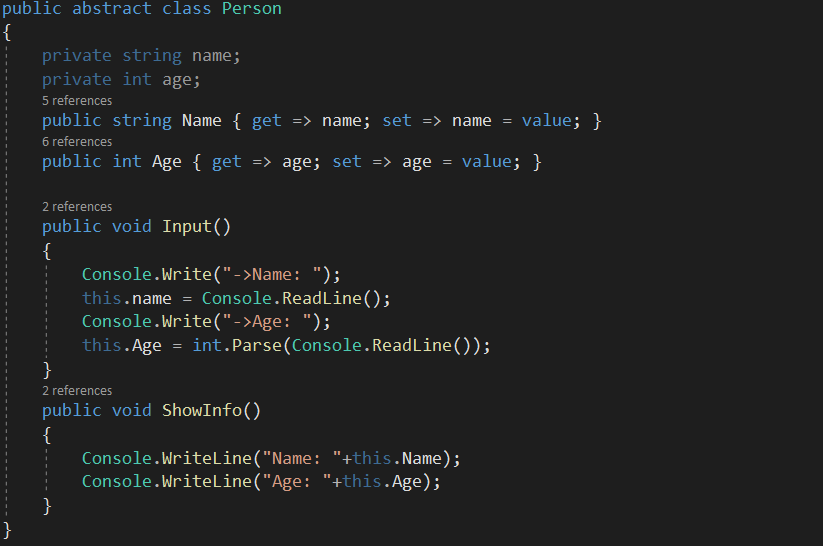 public abstract class Person
{
private string name;
private int age;
5 references
public string Name { get => name; set => name = value; }
6 references
public int Age { get => age; set => age = value; }
2 references
public void Input()
{
Console.Write("->Name: ");
this.name = Console.ReadLine();
Console.Write("->Age: ");
this.Age = int.Parse(Console.ReadLine());
}
2 references
public void ShowInfo()
{
Console.WriteLine("Name: "+this.Name);
Console.WriteLine("Age: "+this.Age);
}
}